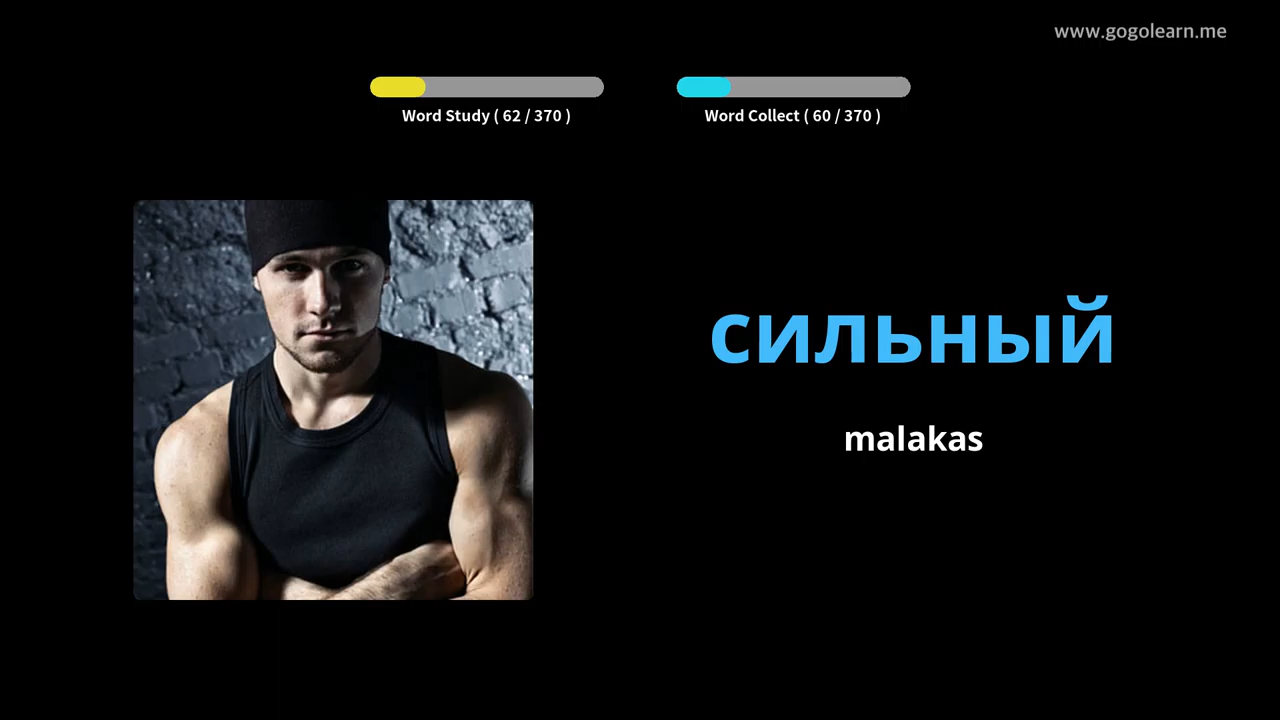 www.gogolearn.me
Word Study ( 62 / 370 )
Word Collect ( 60 / 370 )
сильный
malakas